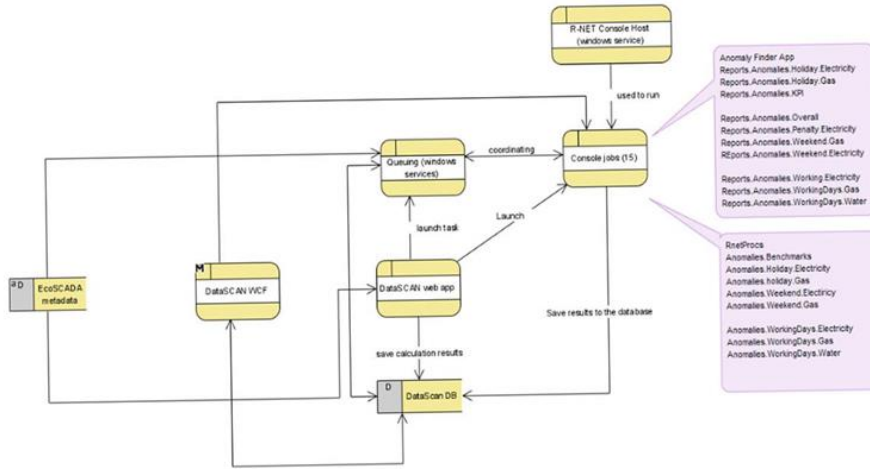 R-NET Console Host
(windows service)
used to run
Anomaly Finder App
Reports.Anomalies.Holiday.Electricity
Reports.Anomalies.Holiday.Gas
Reports.Anomalies.KPI
Reports.Anomalies.Overall
Reports.Anomalies.Penalty.Electricity
Reports.Anomalies.Weekend.Gas
REports.Anomalies.Weekend.Electricity
Reports.Anomalies.Working.Electricity
Reports.Anomalies.WorkingDays.Gas
Reports.Anomalies.WorkingDays.Water
Queuing (windows
services)
coordinating
Console jobs (15)
launch task
Launch
a D
EcoSCADA
metadata
M
DataSCAN WCF
DataSCAN web app
RnetProcs
Anomalies.Benchmarks
Anomalies.Holiday.Electricity
Anomalies.holiday.Gas
Anomalies.Weekend.Electricy
Anomalies.Weekend.Gas
Anomalies.WorkingDays.Electricity
Anomalies.WorkingDays.Gas
Anomalies.WorkingDays.Water
Save results to the database
save calculation results
D
DataScan DB